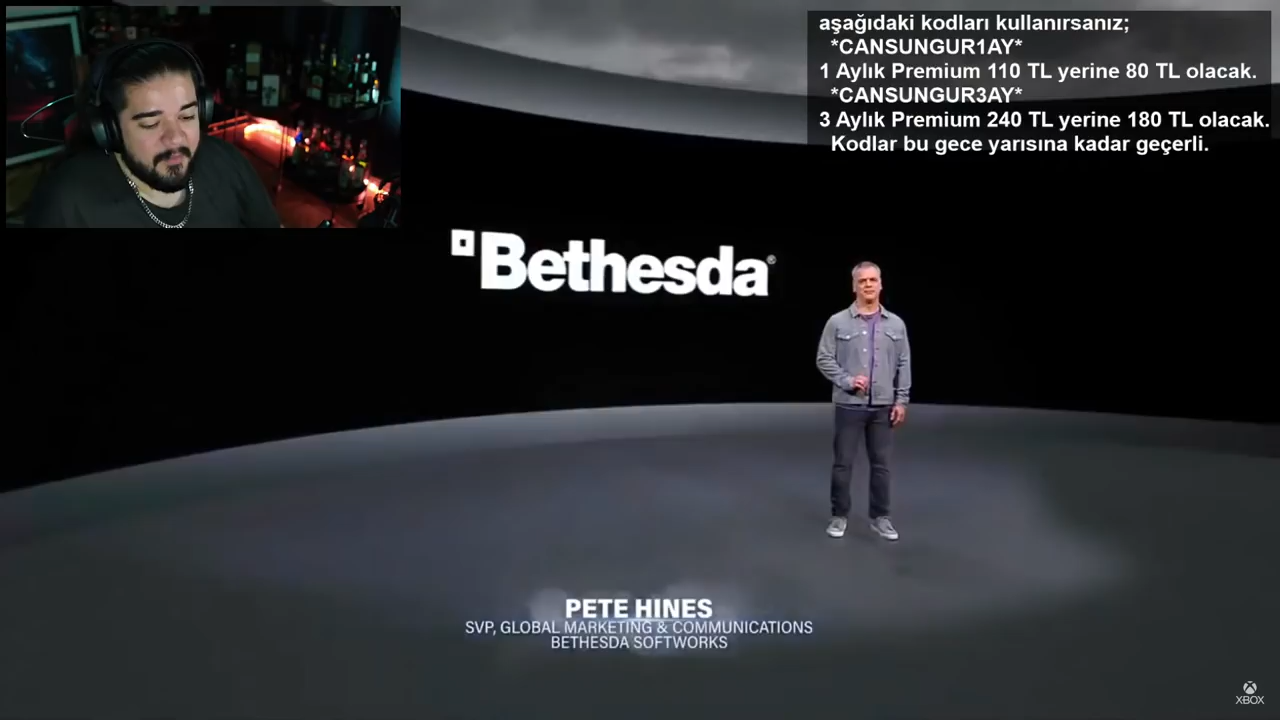 aşağıdaki kodları kullanırsanız;
*CANSUNGUR1AY*
1 Aylık Premium 110 TL yerine 80 TL olacak.
*CANSUNGUR3AY*
3 Aylık Premium 240 TL yerine 180 TL olacak.
Kodlar bu gece yarısına kadar geçerli.
Bethesda®
PETE HINES
SVP, GLOBAL MARKETING & COMMUNICATIONS
BETHESDA SOFTWORKS
XBOX